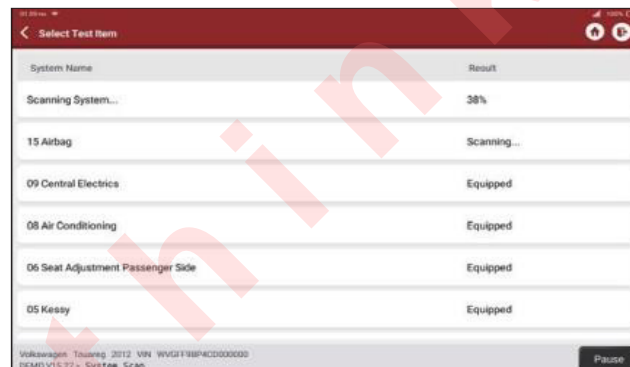 Select Test Item
100%
System Name Result
Scanning System... 38%
15 Airbag Scanning...
09 Central Electrics Equipped
08 Air Conditioning Equipped
06 Seat Adjustment Passenger Side Equipped
05 Kessy Equipped
Volkswagen Touareg 2012 VIN
DEMO V15.77 > System Scan
Pause
thin